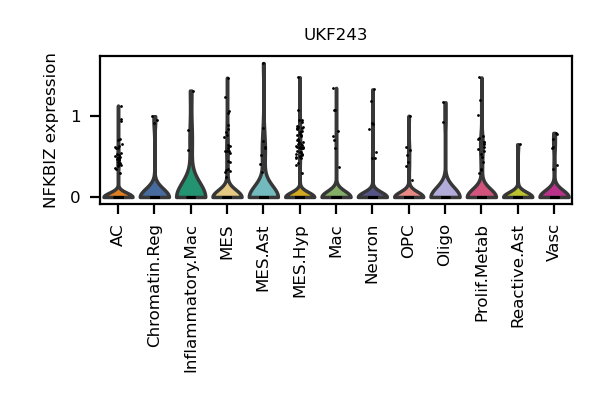 UKF243
NFKBIZ expression
1
0
AC
Chromatin.Reg
Inflammatory.Mac
MES
MES.Ast
MES.Hyp
Mac
Neuron
OPC
Oligo
Prolif.Metab
Reactive.Ast
Vasc